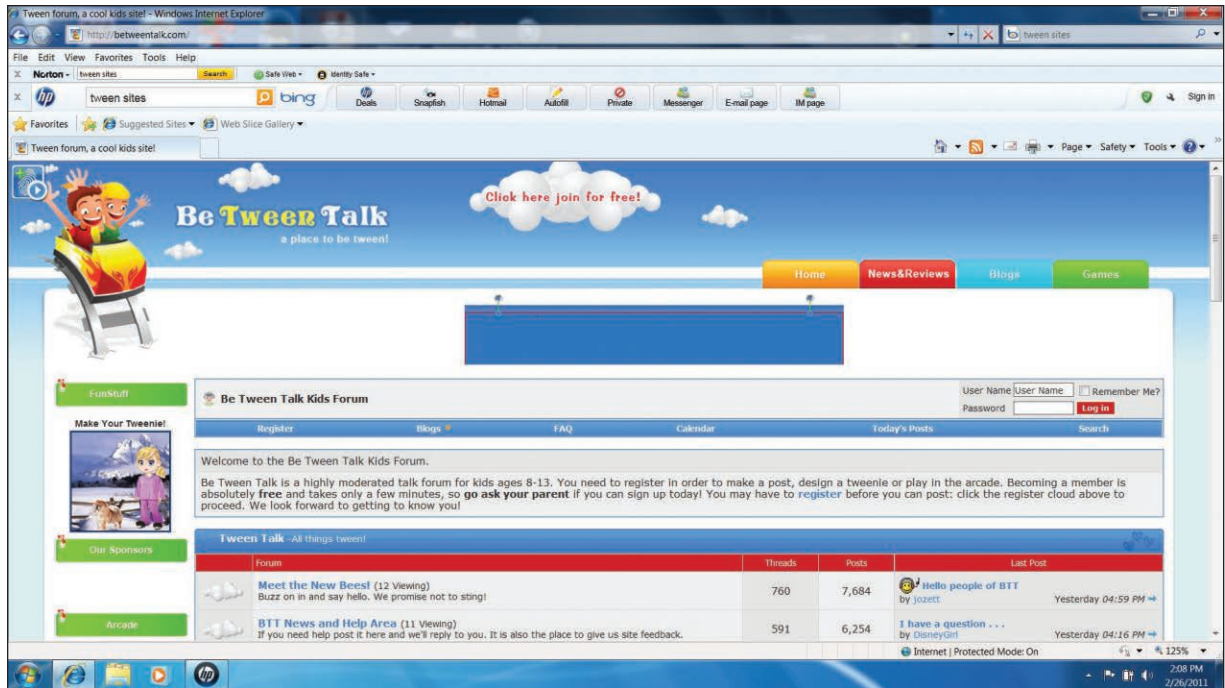 Tween forum, a cool kids site! - Windows Internet Explorer
http://betweentalk.com/
tween sites
File Edit View Favorites Tools Help
x Norton - tween sites Search Safe Web - Identity Safe -
x hp tween sites bing Deals Snapfish Hotmail Autofill Private Messenger E-mail page IM page Sign in
Favorites Suggested Sites Web Slice Gallery
Tween forum, a cool kids site! Page Safety Tools
Click here join for free!
Be Tween Talk
a place to be tween!
Home News&Reviews Blogs Games
FunStuff
Make Your Tweenie!
Our Sponsors
Arcade
Be Tween Talk Kids Forum
User Name User Name Remember Me?
Password Log in
Register Blogs FAQ Calendar Today's Posts Search
Welcome to the Be Tween Talk Kids Forum.
Be Tween Talk is a highly moderated talk forum for kids ages 8-13. You need to register in order to make a post, design a tweenie or play in the arcade. Becoming a member is
absolutely free and takes only a few minutes, so go ask your parent if you can sign up today! You may have to register before you can post: click the register cloud above to
proceed. We look forward to getting to know you!
Tween Talk -All things tween!
Forum Threads Posts Last Post
Meet the New Bees! (12 Viewing)
Buzz on in and say hello. We promise not to sting!
760 7,684
Hello people of BTT
by jozett Yesterday 04:59 PM
BTT News and Help Area (11 Viewing)
If you need help post it here and we'll reply to you. It is also the place to give us site feedback.
591 6,254
I have a question . . .
by DisneyGirl Yesterday 04:16 PM
Internet | Protected Mode: On 125%
hp
2:08 PM
2/26/2011